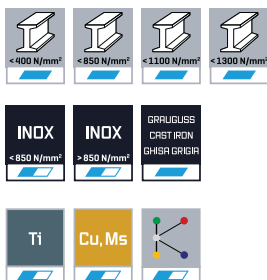 <400 N/mm² <850 N/mm² <1100 N/mm² <1300 N/mm²
INOX INOX GRAUGUSS
CAST IRON
GHISA GRIGIA
<850 N/mm² >850 N/mm²
Ti Cu, Ms